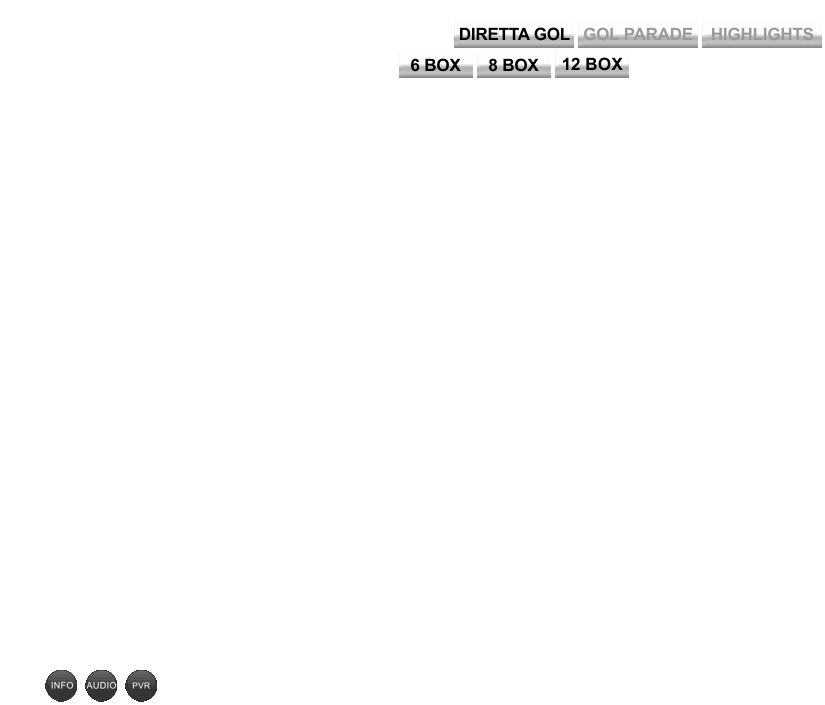 DIRETTA GOL GOL PARADE HIGHLIGHTS
6 BOX 8 BOX 12 BOX
INFO AUDIO PVR